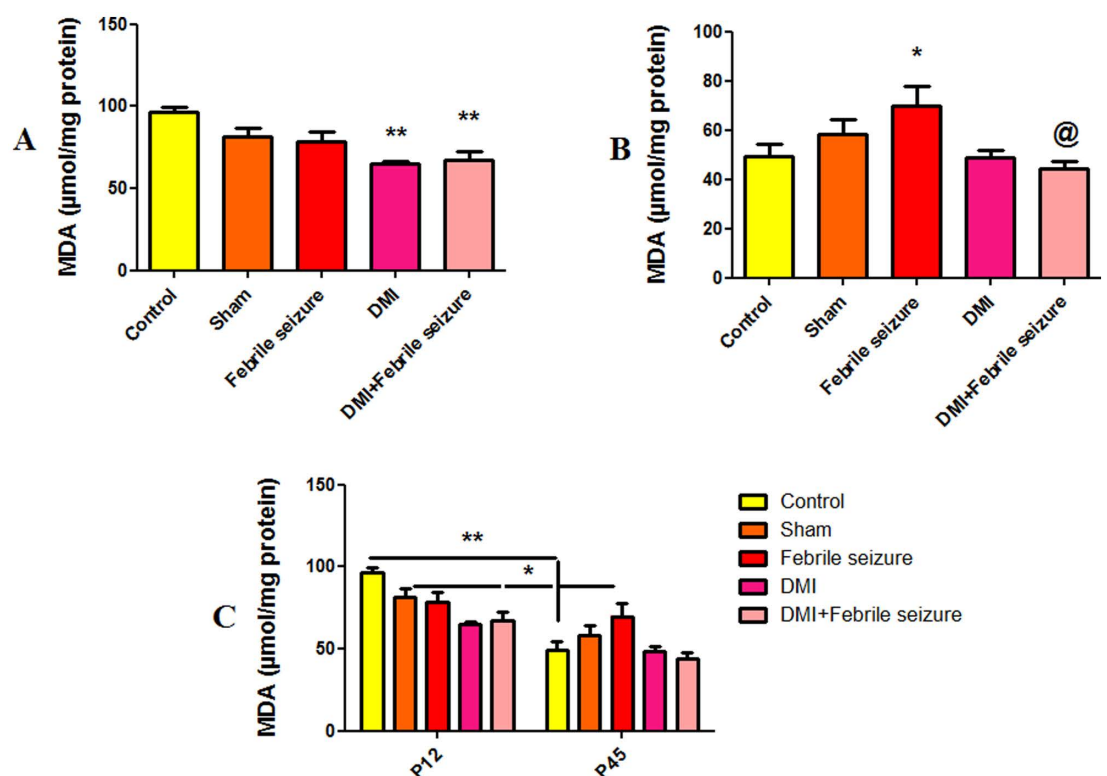 A
MDA (µmol/mg protein)
150
100
50
0
**
**
Control
Sham
Febrile seizure
DMI
DMI+Febrile seizure
B
MDA (µmol/mg protein)
100
80
60
40
20
0
*
@
Control
Sham
Febrile seizure
DMI
DMI+Febrile seizure
C
MDA (µmol/mg protein)
150
100
50
0
**
*
P12
P45
Control
Sham
Febrile seizure
DMI
DMI+Febrile seizure